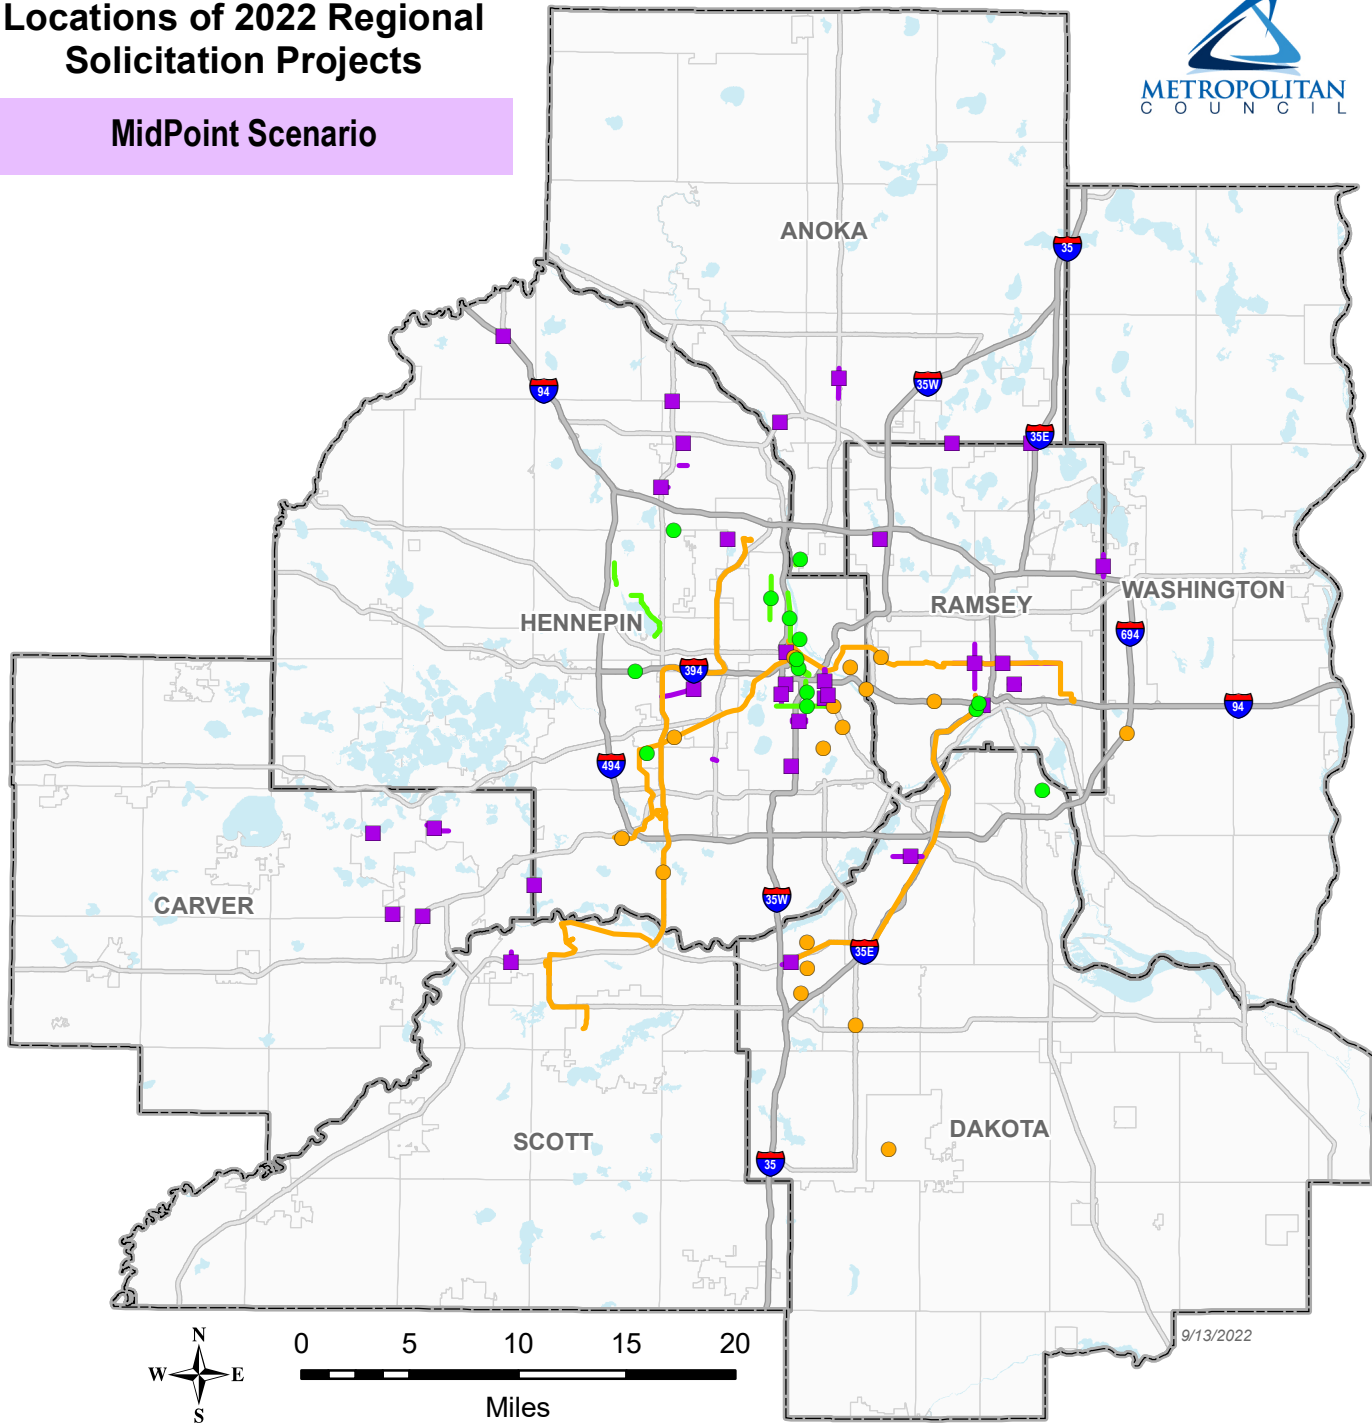 Locations of 2022 Regional
Solicitation Projects
MidPoint Scenario
METROPOLITAN
COUNCIL
ANOKA
35
94
35W
35E
HENNEPIN
RAMSEY
WASHINGTON
694
394
94
494
CARVER
35W
35E
SCOTT
DAKOTA
35
9/13/2022
N
W E
S
0 5 10 15 20
Miles